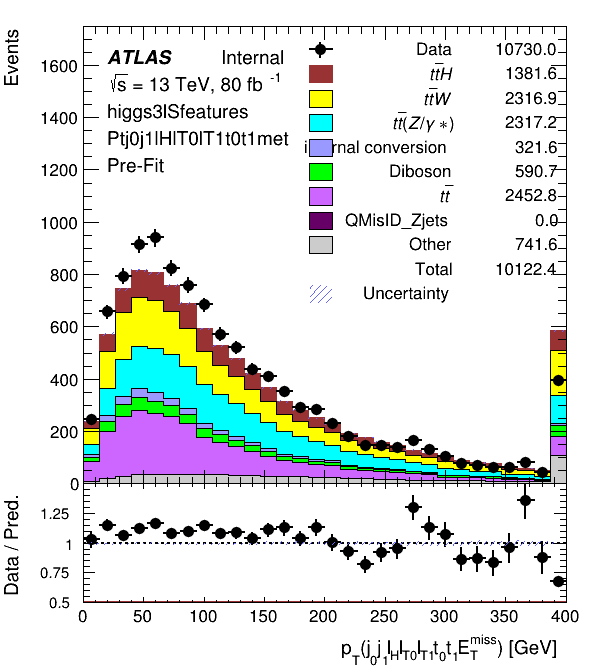 Events
ATLAS Internal
√s = 13 TeV, 80 fb -1
higgs3lSfeatures
Ptj0j1lHlT0lT1t0t1met
Pre-Fit
Data 10730.0
tt̄H 1381.6
tt̄W 2316.9
tt̄(Z/γ*) 2317.2
internal conversion 321.6
Diboson 590.7
tt̄ 2452.8
QMisID_Zjets 0.0
Other 741.6
Total 10122.4
Uncertainty
1600
1400
1200
1000
800
600
400
200
0
Data / Pred.
1.25
1
0.75
0.5
0 50 100 150 200 250 300 350 400
p_T(j_0j_1l_Hl_T0l_T1t_0t_1E_T^miss) [GeV]